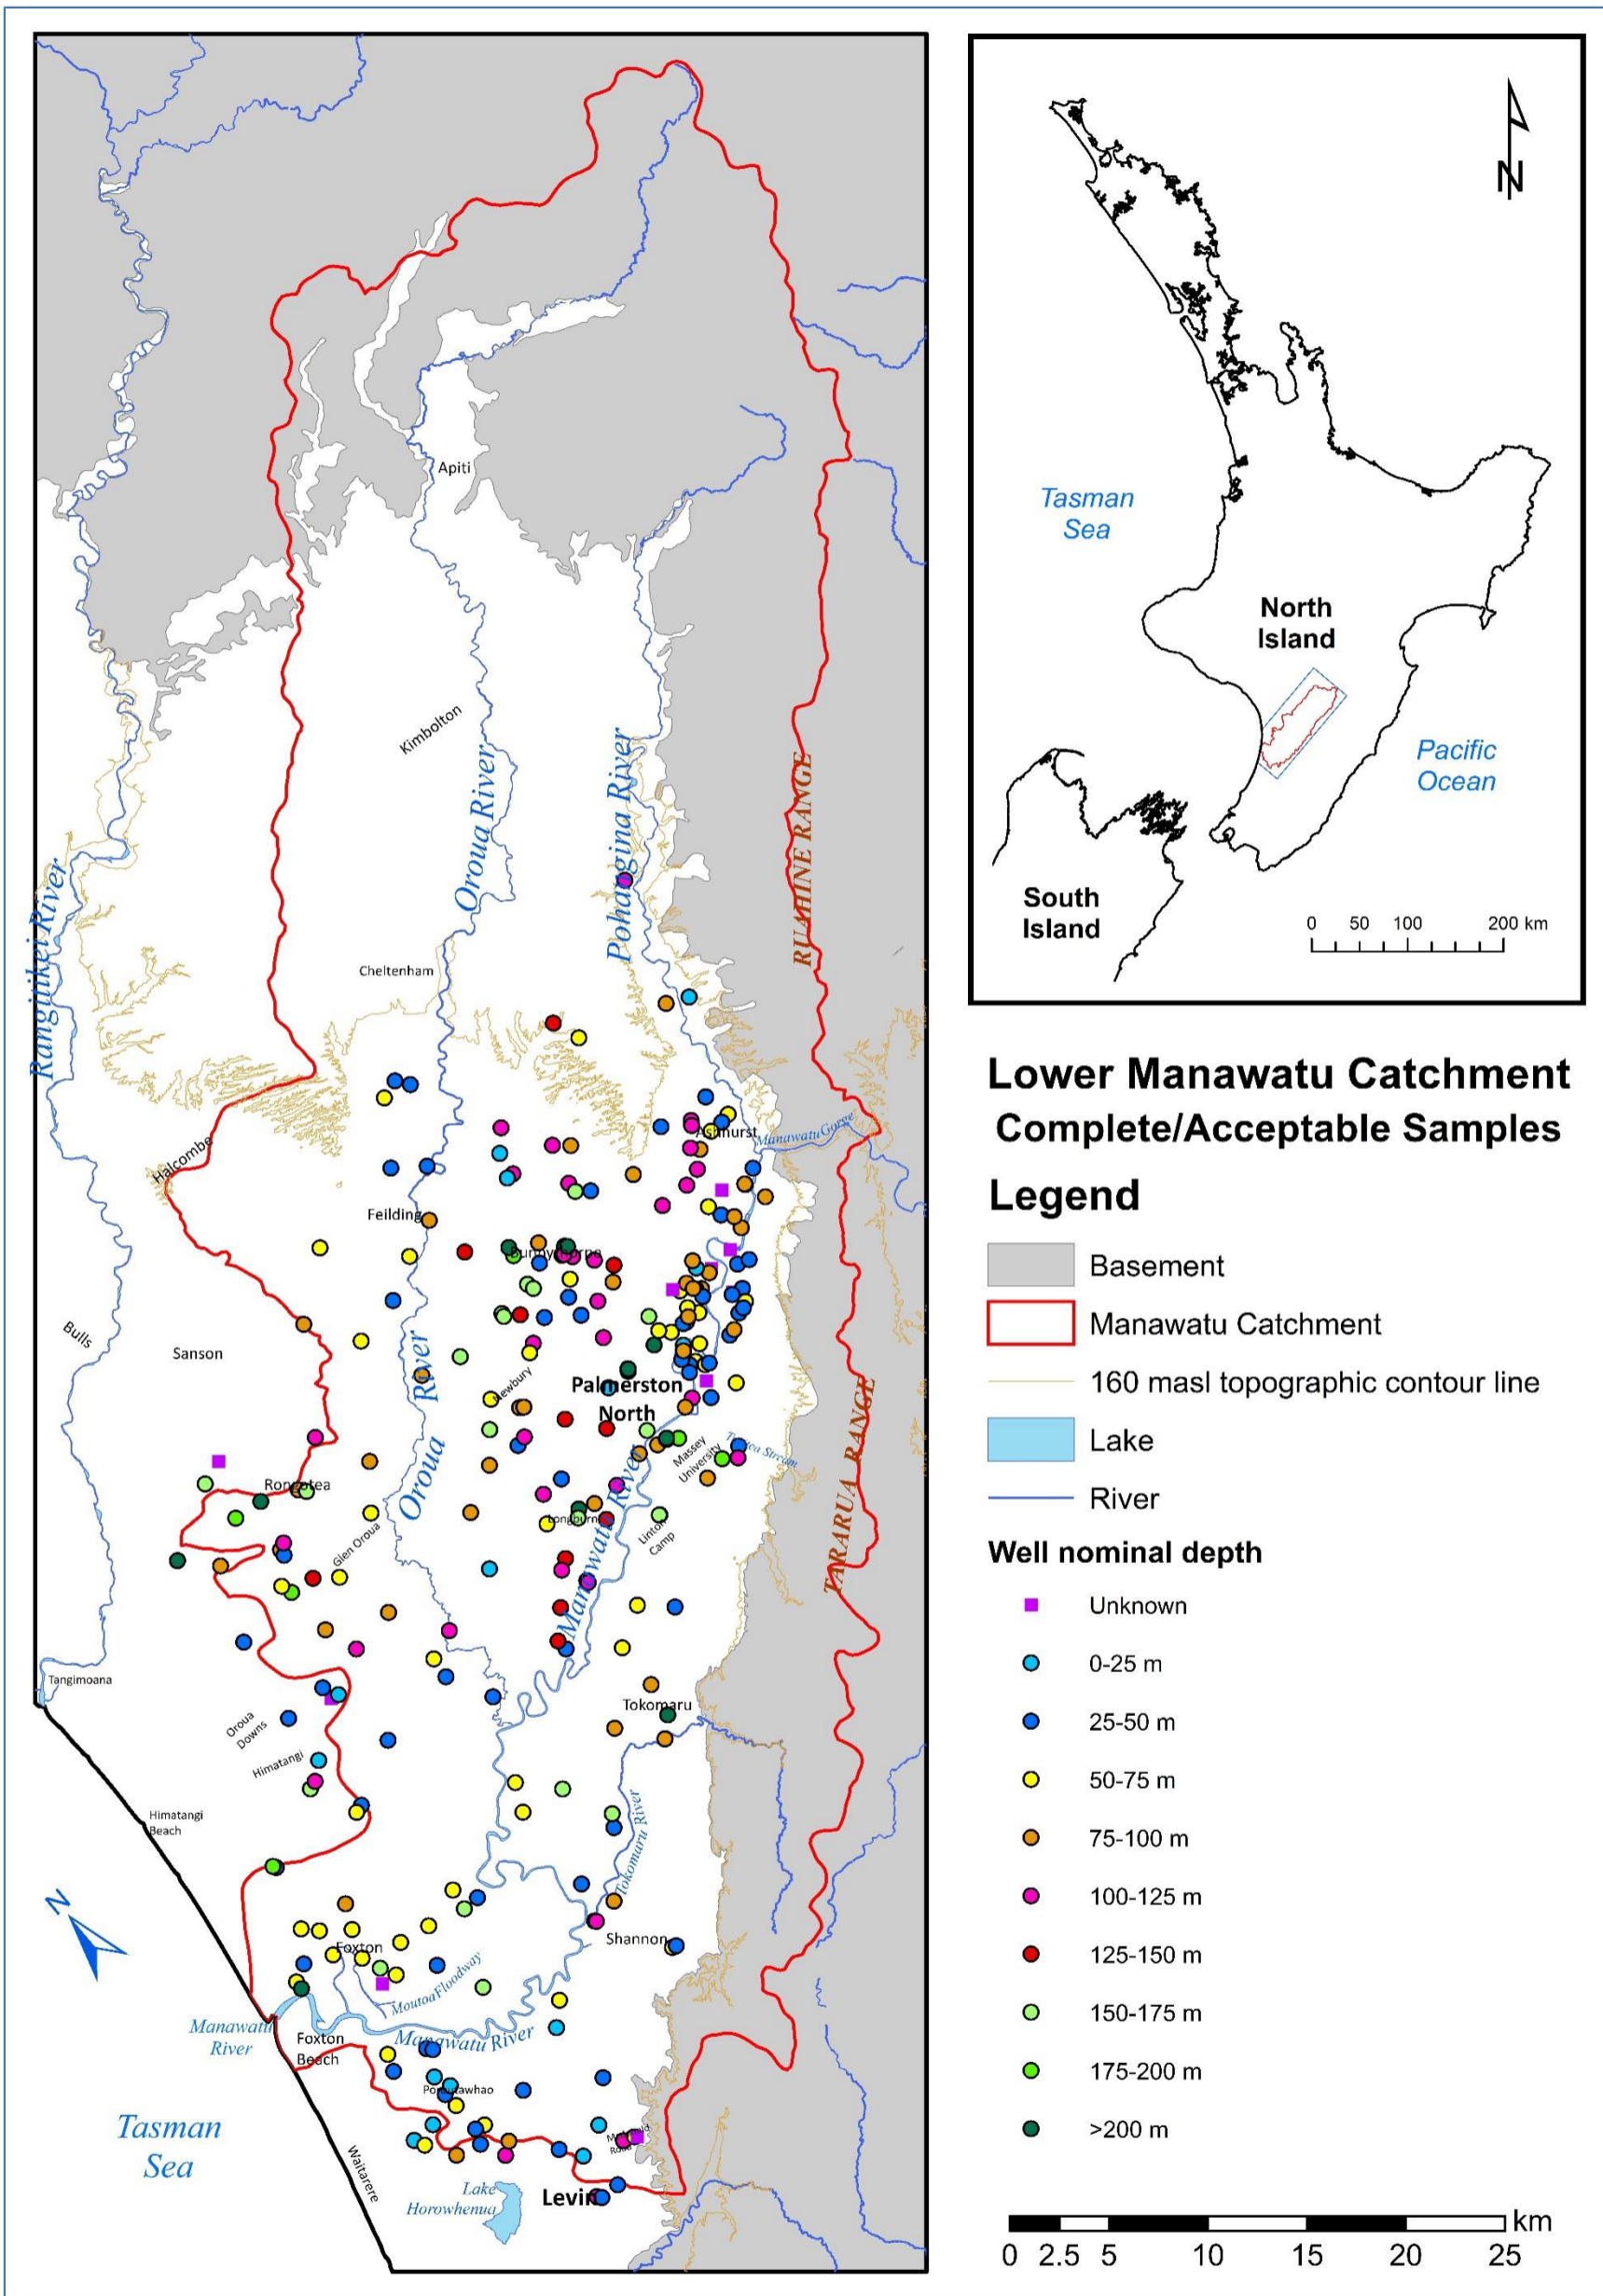 Apiti
Kimbolton
Oroua River
Pohangina River
RUAHINE RANGE
Rangitikei River
Cheltenham
Halcombe
Ashhurst
Manawatu Gorge
Feilding
Bunnythorne
Bulls
Sanson
Oroua River
Newbury
Palmerston
North
TARARUA RANGE
Massey
University
Rongotea
Glen Oroua
Longburn
Linton
Camp
Manawatu River
Tangimoana
Oroua
Downs
Himatangi
Tokomaru
Himatangi
Beach
Tokomaru River
N
Foxton
Shannon
Moutoa Floodway
Manawatu
River
Foxton
Beach
Manawatu River
Poroutawhao
Tasman
Sea
Waitarere
Road
Lake
Horowhenua
Levin
N
Tasman
Sea
North
Island
Pacific
Ocean
South
Island
0 50 100 200 km
Lower Manawatu Catchment
Complete/Acceptable Samples
Legend
Basement
Manawatu Catchment
160 masl topographic contour line
Lake
River
Well nominal depth
Unknown
0-25 m
25-50 m
50-75 m
75-100 m
100-125 m
125-150 m
150-175 m
175-200 m
>200 m
km
0 2.5 5 10 15 20 25